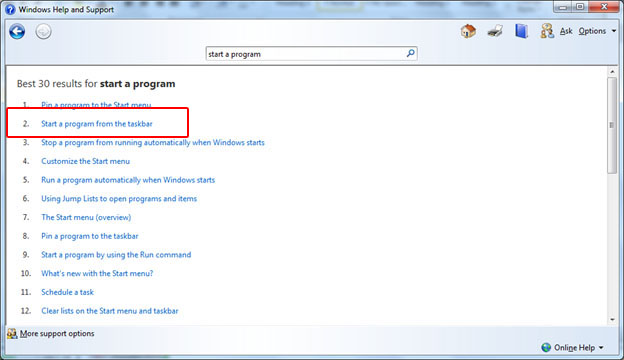 Windows Help and Support
Ask Options
start a program
Best 30 results for start a program
1. Pin a program to the Start menu
2. Start a program from the taskbar
3. Stop a program from running automatically when Windows starts
4. Customize the Start menu
5. Run a program automatically when Windows starts
6. Using Jump Lists to open programs and items
7. The Start menu (overview)
8. Pin a program to the taskbar
9. Start a program by using the Run command
10. What's new with the Start menu?
11. Schedule a task
12. Clear lists on the Start menu and taskbar
More support options
Online Help